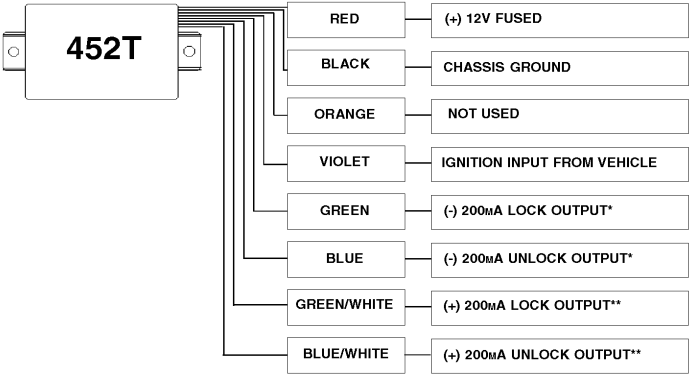 452T
RED (+) 12V FUSED
BLACK CHASSIS GROUND
ORANGE NOT USED
VIOLET IGNITION INPUT FROM VEHICLE
GREEN (-) 200MA LOCK OUTPUT*
BLUE (-) 200MA UNLOCK OUTPUT*
GREEN/WHITE (+) 200MA LOCK OUTPUT**
BLUE/WHITE (+) 200MA UNLOCK OUTPUT**